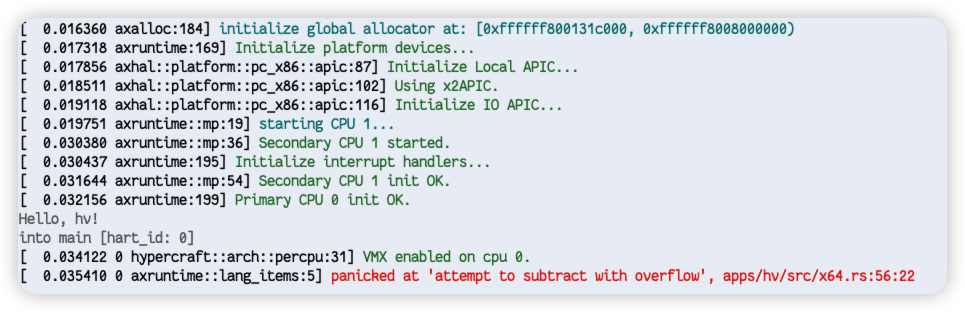 [  0.016360 axalloc:184] initialize global allocator at: [0xffffff800131c000, 0xffffff8008000000)
[  0.017318 axruntime:169] Initialize platform devices...
[  0.017856 axhal::platform::pc_x86::apic:87] Initialize Local APIC...
[  0.018511 axhal::platform::pc_x86::apic:102] Using x2APIC.
[  0.019118 axhal::platform::pc_x86::apic:116] Initialize IO APIC...
[  0.019751 axruntime::mp:19] starting CPU 1...
[  0.030380 axruntime::mp:36] Secondary CPU 1 started.
[  0.030437 axruntime:195] Initialize interrupt handlers...
[  0.031644 axruntime::mp:54] Secondary CPU 1 init OK.
[  0.032156 axruntime:199] Primary CPU 0 init OK.
Hello, hv!
into main [hart_id: 0]
[  0.034122 0 hypercraft::arch::percpu:31] VMX enabled on cpu 0.
[  0.035410 0 axruntime::lang_items:5] panicked at 'attempt to subtract with overflow', apps/hv/src/x64.rs:56:22